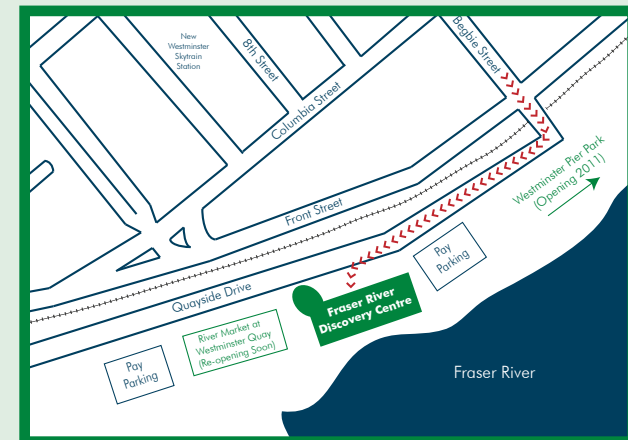 New
Westminster
Skytrain
Station
8th Street
Begbie Street
Columbia Street
Westminster Pier Park
(Opening 2011)
Front Street
Pay
Parking
Quayside Drive
Fraser River
Discovery Centre
River Market at
Westminster Quay
(Re-opening Soon)
Pay
Parking
Fraser River